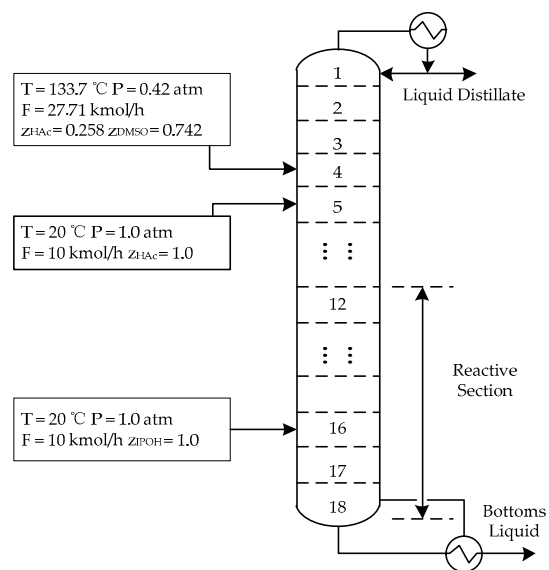 1
T = 133.7 ℃ P = 0.42 atm
F = 27.71 kmol/h
zHAc = 0.258 zDMSO = 0.742
Liquid Distillate
2
3
4
5
T = 20 ℃ P = 1.0 atm
F = 10 kmol/h zHAc = 1.0
12
Reactive
Section
T = 20 ℃ P = 1.0 atm
F = 10 kmol/h zIPOH = 1.0
16
17
18
Bottoms
Liquid